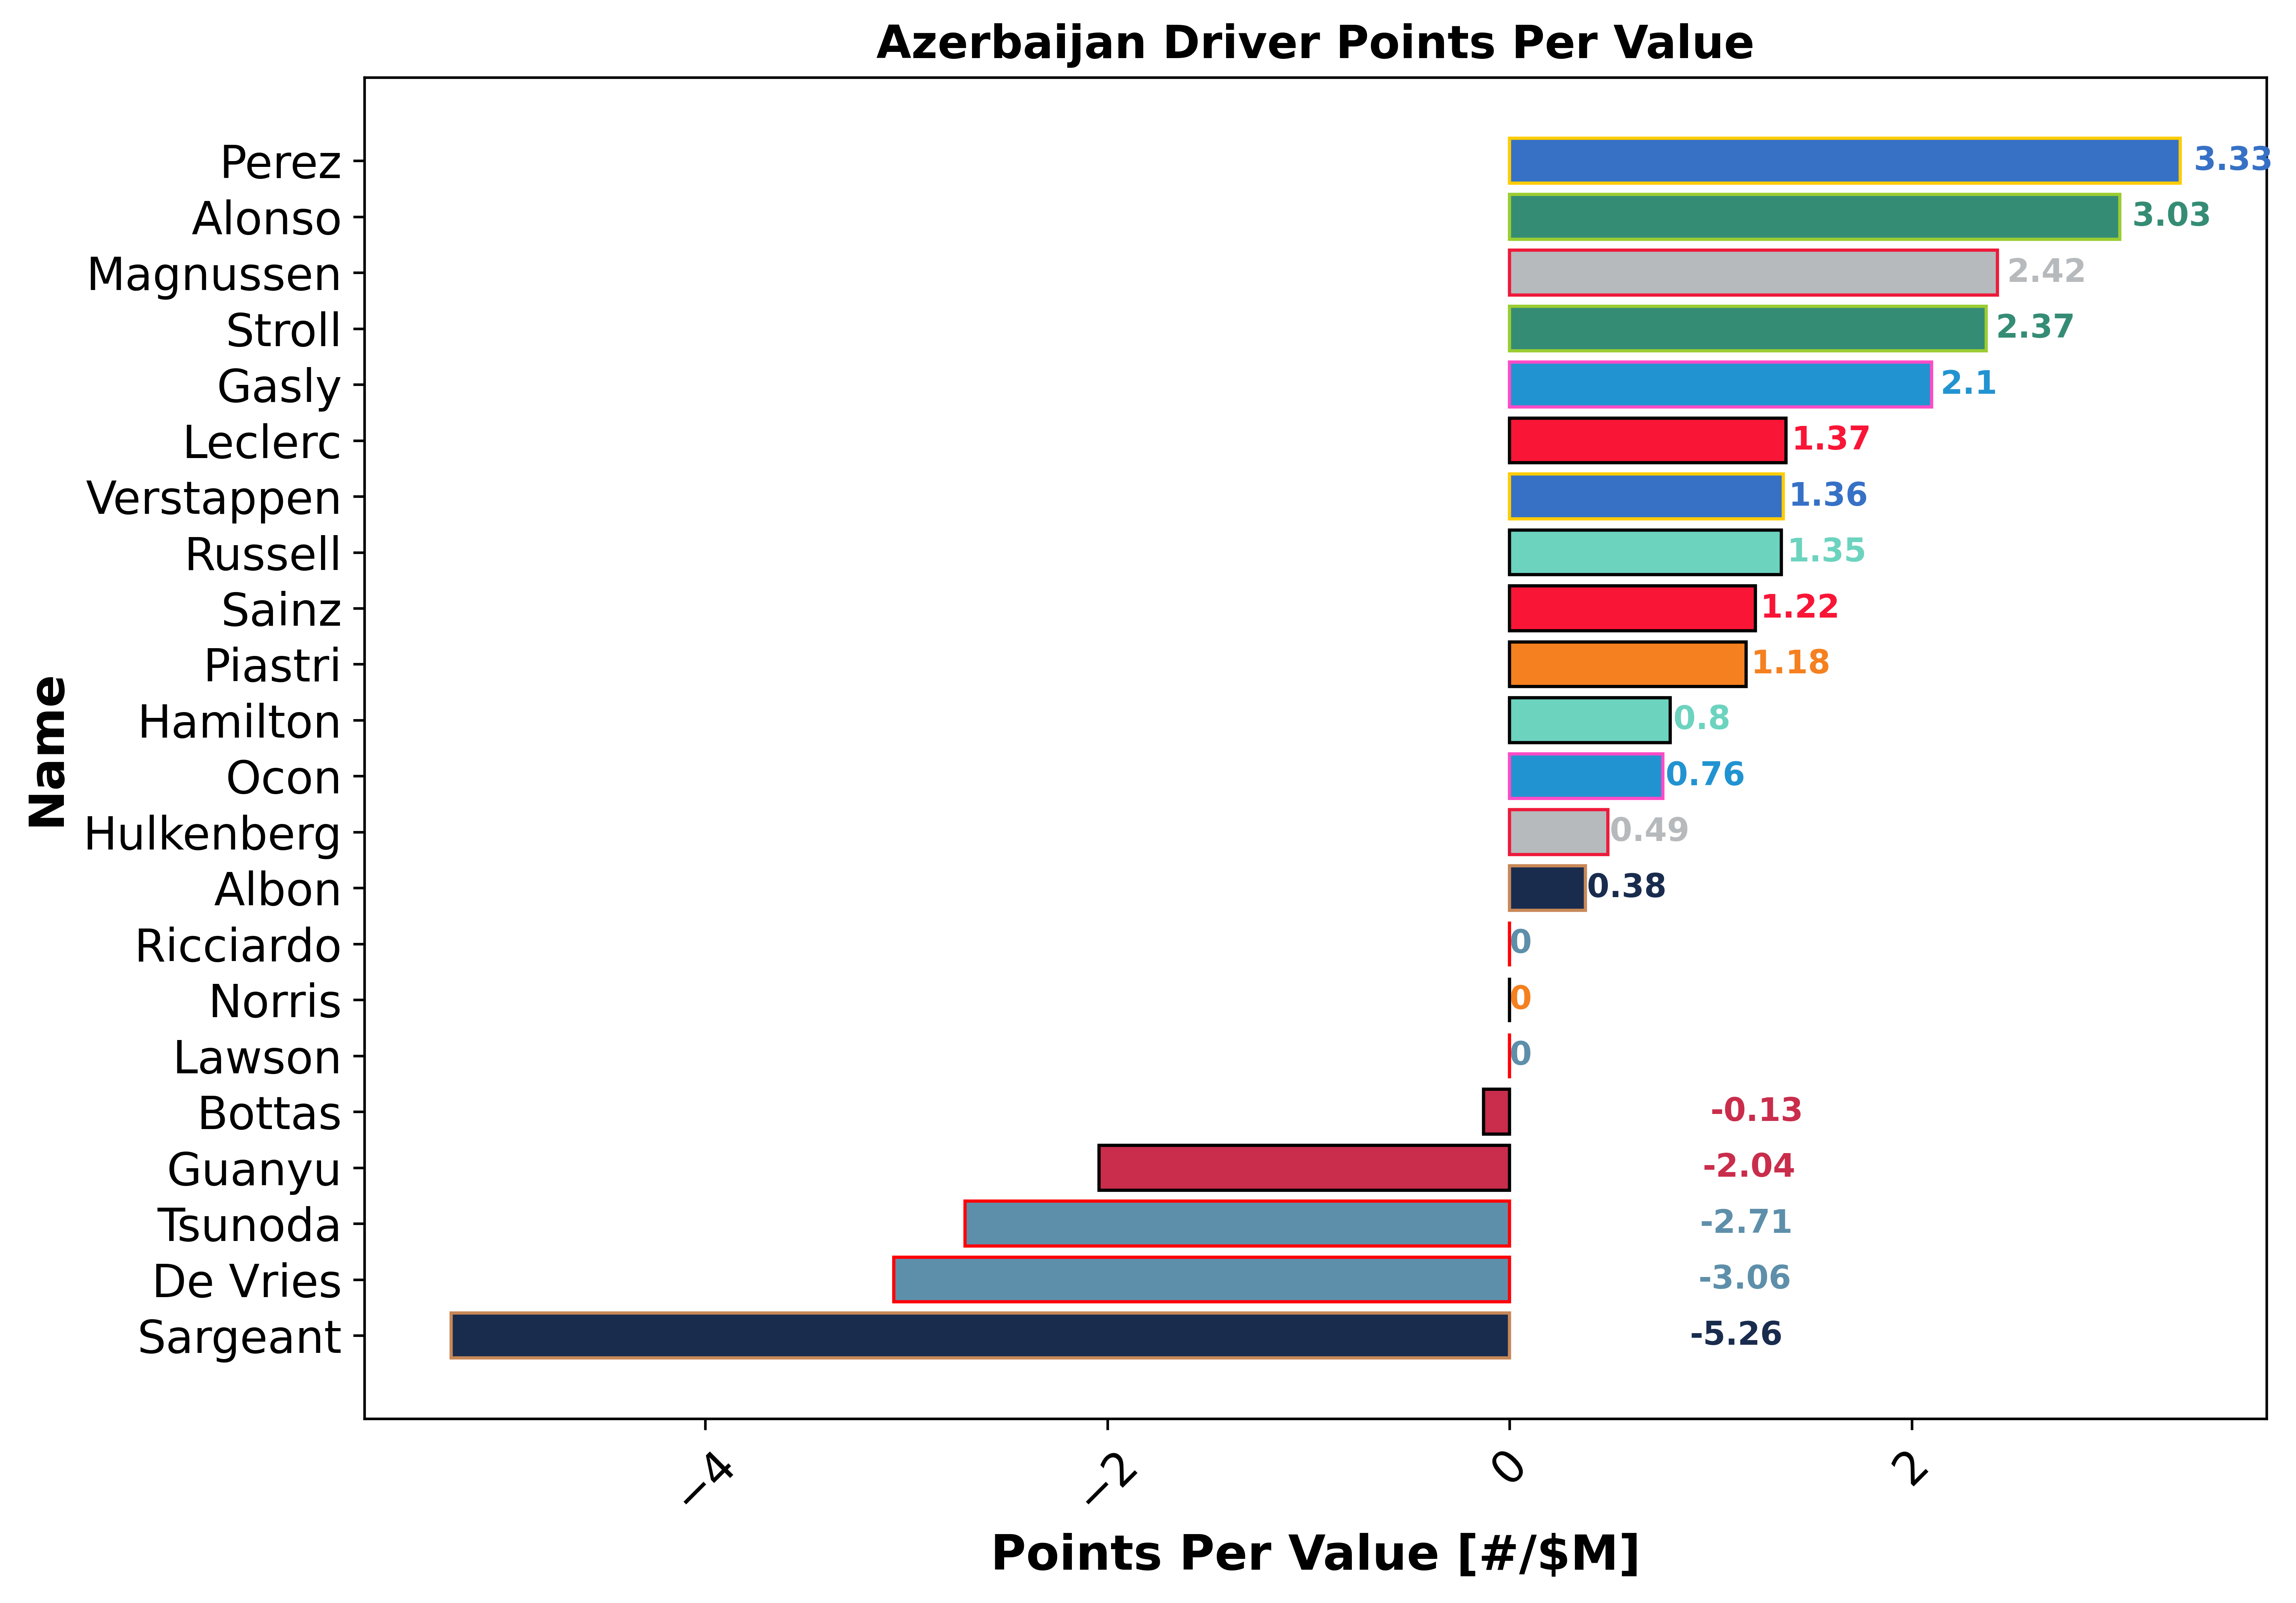 Azerbaijan Driver Points Per Value
Perez 3.33
Alonso 3.03
Magnussen 2.42
Stroll 2.37
Gasly 2.1
Leclerc 1.37
Verstappen 1.36
Russell 1.35
Sainz 1.22
Piastri 1.18
Hamilton 0.8
Ocon 0.76
Hulkenberg 0.49
Albon 0.38
Ricciardo 0
Norris 0
Lawson 0
Bottas -0.13
Guanyu -2.04
Tsunoda -2.71
De Vries -3.06
Sargeant -5.26
Name
−4 −2 0 2
Points Per Value [#/$M]